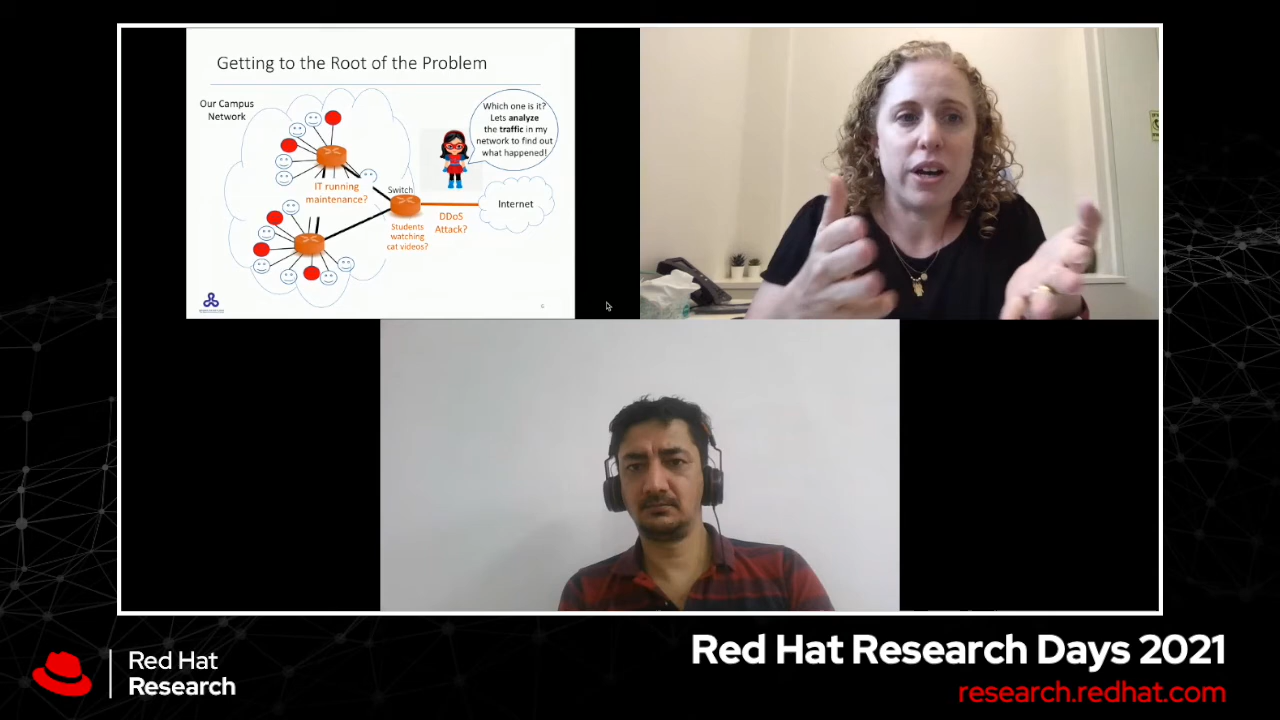 Getting to the Root of the Problem
Our Campus
Network
Which one is it?
Lets analyze
the traffic in my
network to find out
what happened!
IT running
maintenance?
Switch
Internet
Students
watching
cat videos?
DDoS
Attack?
6
Red Hat
Research
Red Hat Research Days 2021
research.redhat.com